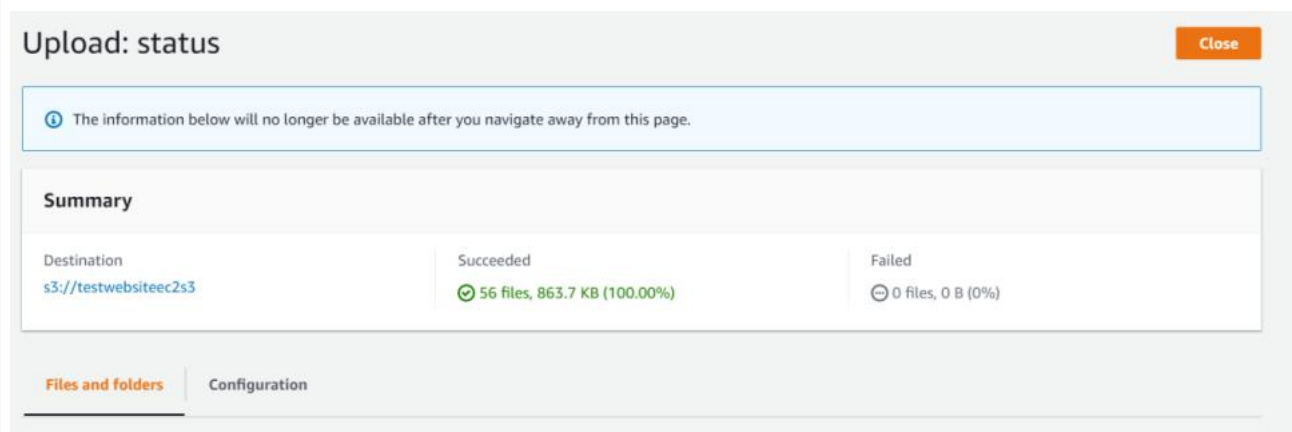 Upload: status
Close
The information below will no longer be available after you navigate away from this page.
Summary
Destination
s3://testwebsiteec2s3
Succeeded
56 files, 863.7 KB (100.00%)
Failed
0 files, 0 B (0%)
Files and folders
Configuration